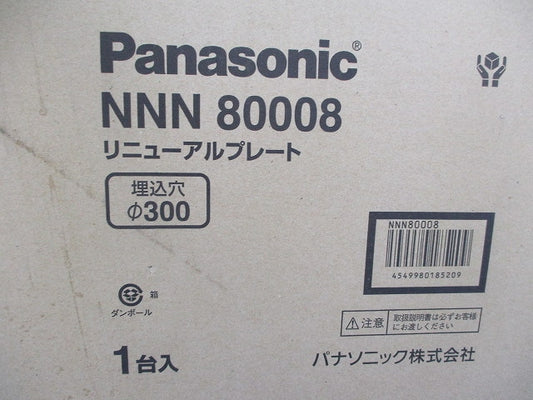 Panasonic®
NNN 80008
リニューアルプレート
埋込穴
φ300
NNN80008
4549980185209
箱
ダンボール
注意
取扱説明書は必ずお客様
にお渡しください
1台入
パナソニック株式会社